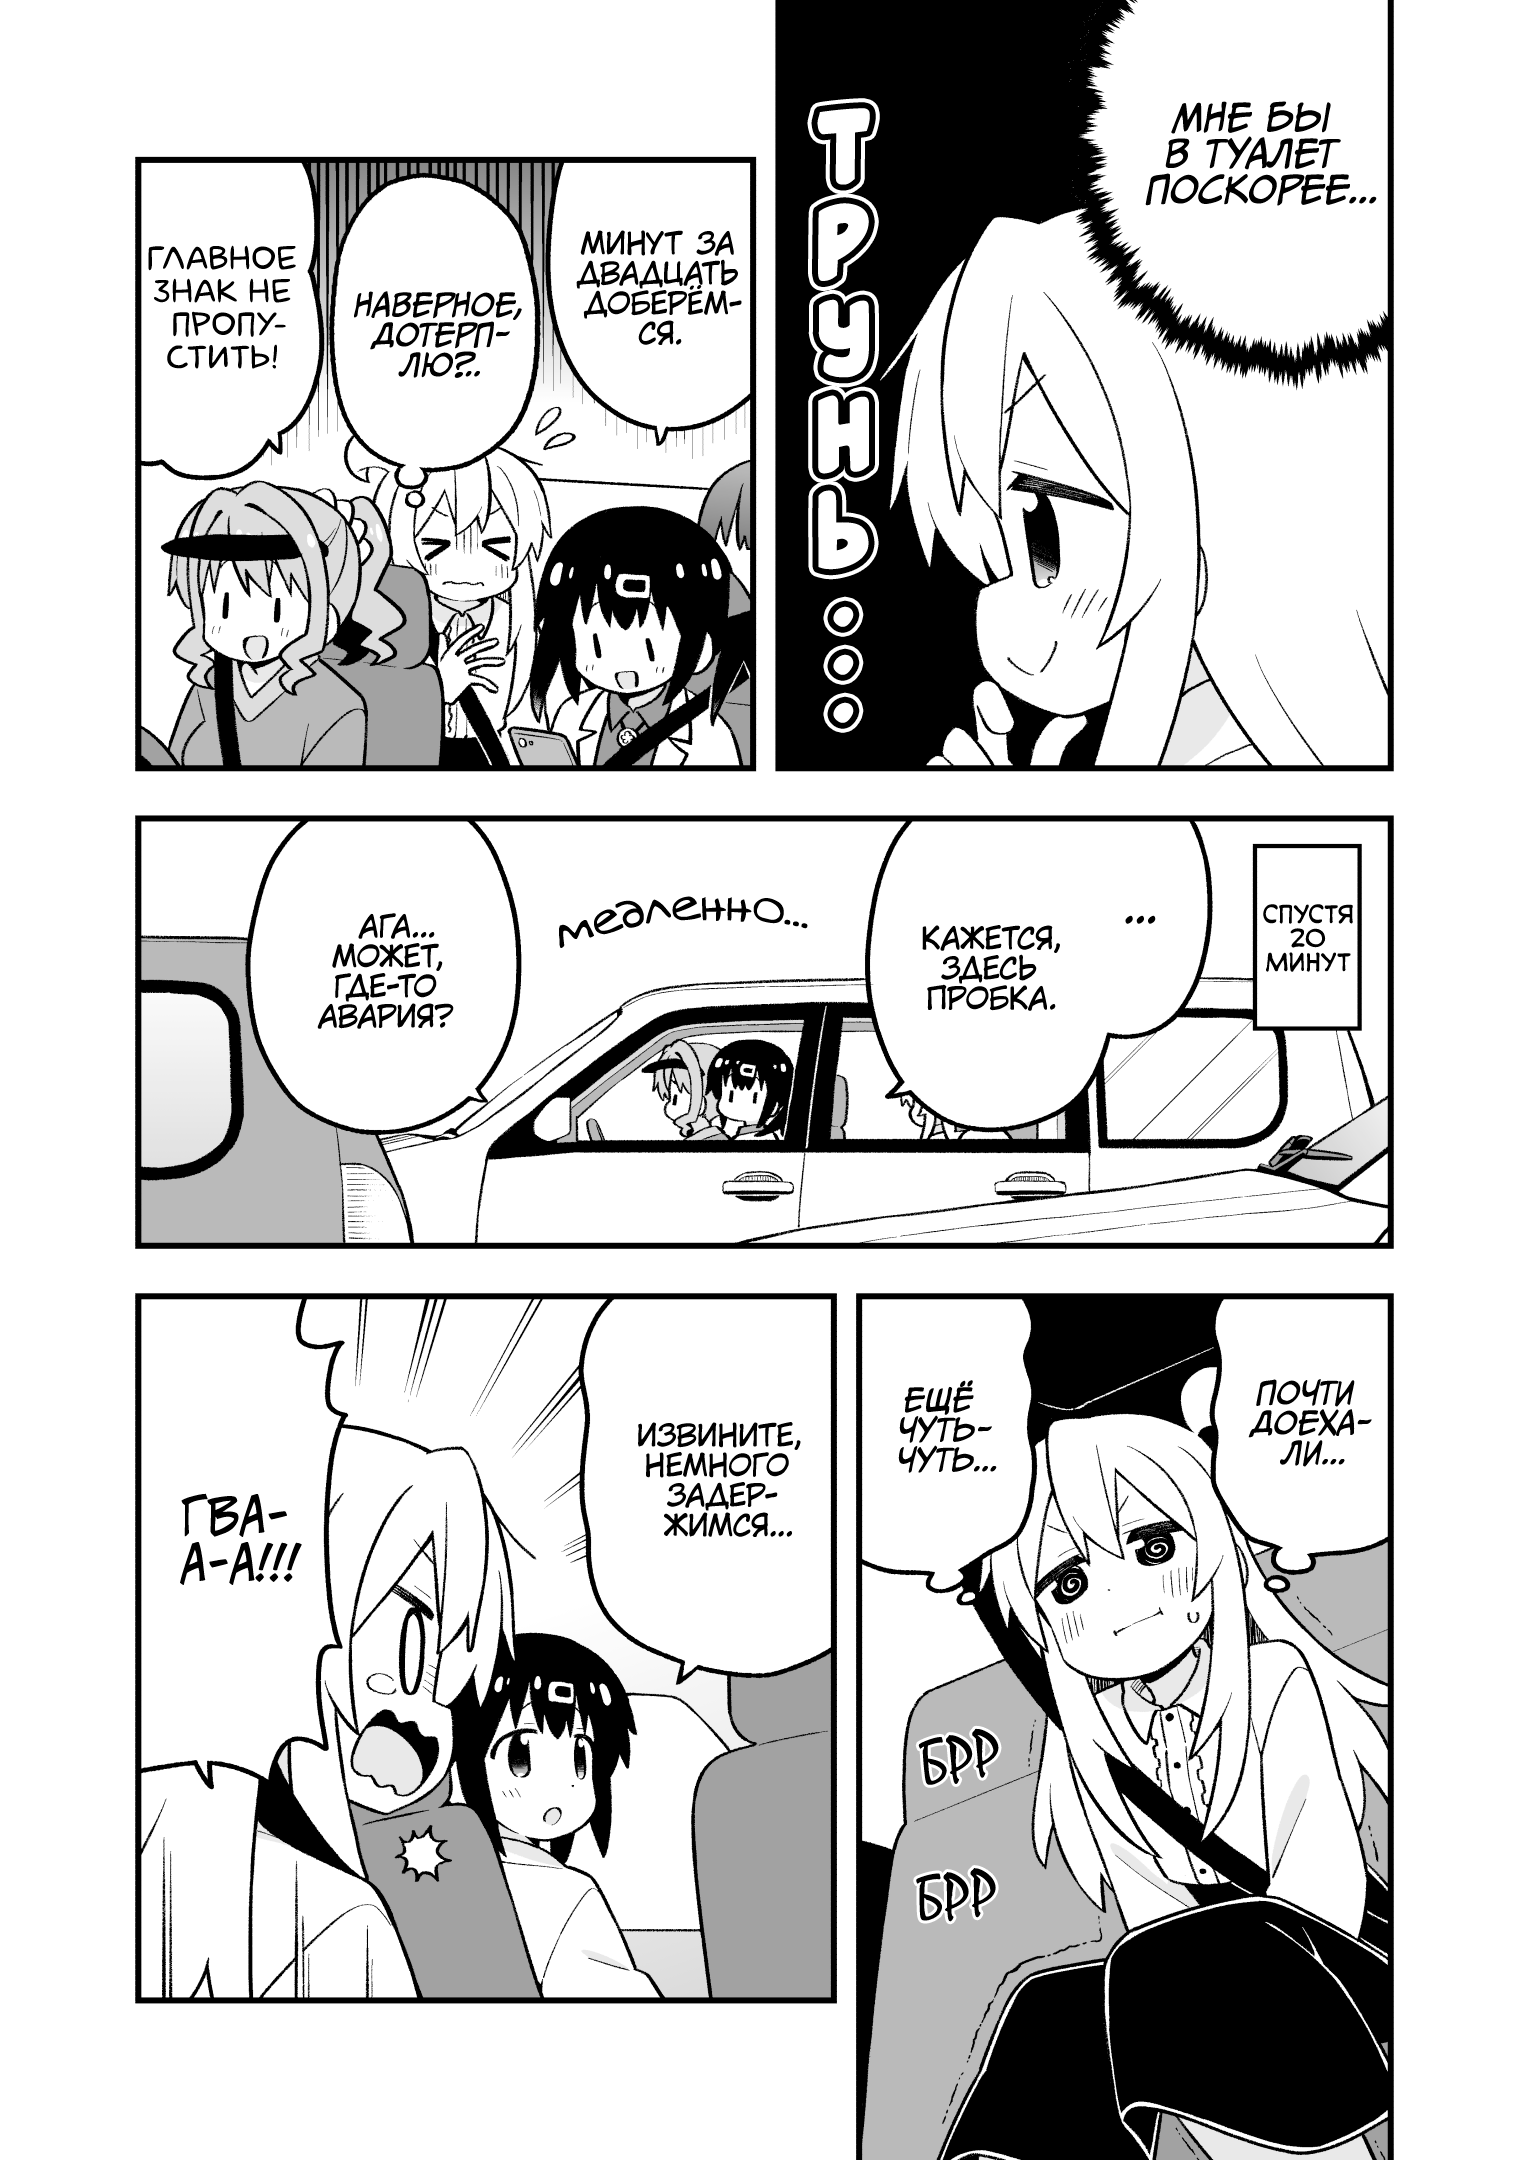 МНЕ БЫ
В ТУАЛЕТ
ПОСКОРЕЕ...
ТРУНЬ...
МИНУТ ЗА
ДВАДЦАТЬ
ДОБЕРЁМ-
СЯ.
НАВЕРНОЕ,
ДОТЕРП-
ЛЮ?..
ГЛАВНОЕ
ЗНАК НЕ
ПРОПУ-
СТИТЬ!
СПУСТЯ
20
МИНУТ
...
КАЖЕТСЯ,
ЗДЕСЬ
ПРОБКА.
медленно...
АГА...
МОЖЕТ,
ГДЕ-ТО
АВАРИЯ?
ПОЧТИ
ДОЕХА-
ЛИ...
ЕЩЁ
ЧУТЬ-
ЧУТЬ...
БРР
БРР
ИЗВИНИТЕ,
НЕМНОГО
ЗАДЕР-
ЖИМСЯ...
ГВА-
А-А!!!